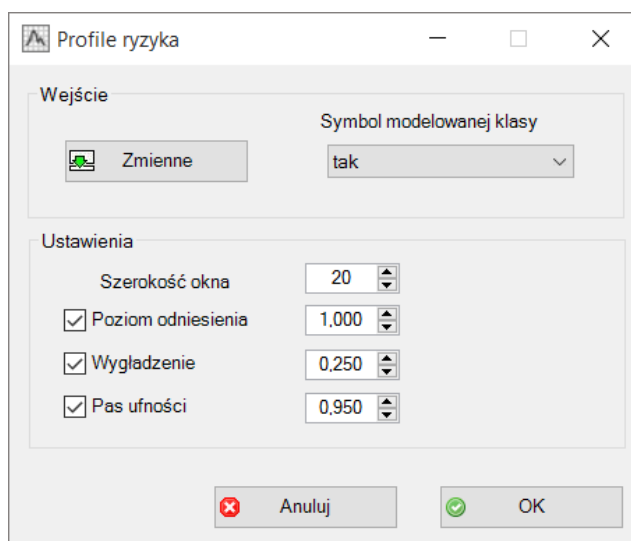 Profile ryzyka
Wejście
Symbol modelowanej klasy
Zmienne
tak
Ustawienia
Szerokość okna 20
Poziom odniesienia 1,000
Wygładzenie 0,250
Pas ufności 0,950
Anuluj OK